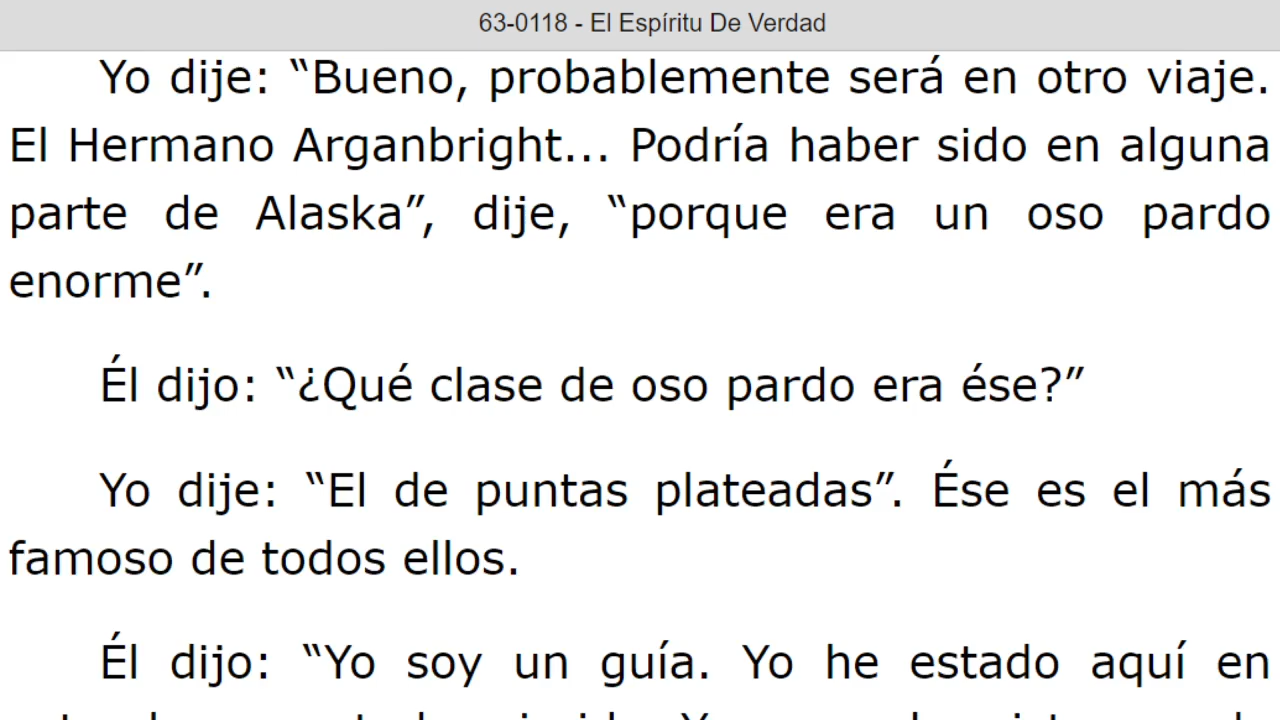 63-0118 - El Espíritu De Verdad
Yo dije: “Bueno, probablemente será en otro viaje.
El Hermano Arganbright... Podría haber sido en alguna
parte de Alaska”, dije, “porque era un oso pardo
enorme”.
Él dijo: “¿Qué clase de oso pardo era ése?”
Yo dije: “El de puntas plateadas”. Ése es el más
famoso de todos ellos.
Él dijo: “Yo soy un guía. Yo he estado aquí en